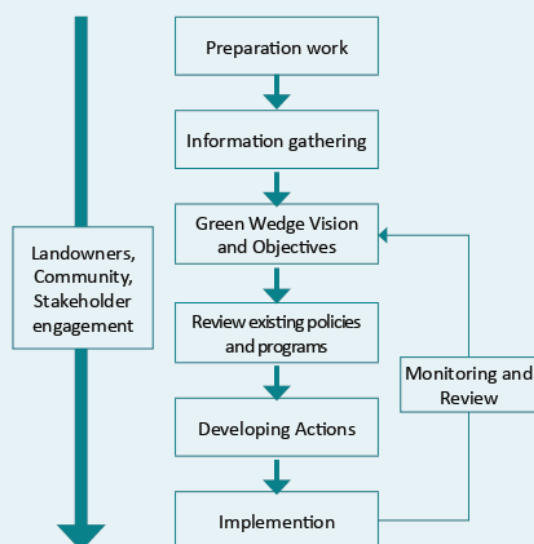 Preparation work
Information gathering
Green Wedge Vision
and Objectives
Landowners,
Community,
Stakeholder
engagement
Review existing policies
and programs
Monitoring and
Review
Developing Actions
Implemention